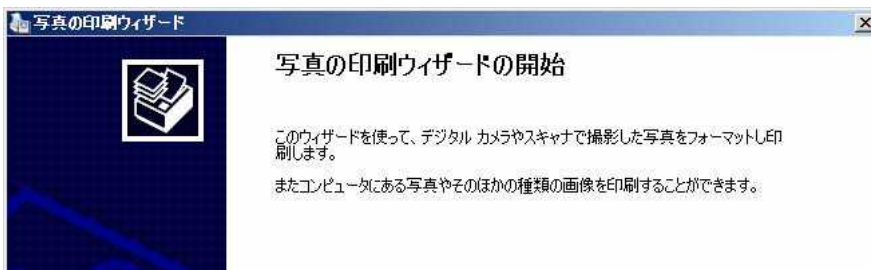 写真の印刷ウィザード
写真の印刷ウィザードの開始
このウィザードを使って、デジタル カメラやスキャナで撮影した写真をフォーマットし印
刷します。
またコンピュータにある写真やそのほかの種類の画像を印刷することができます。